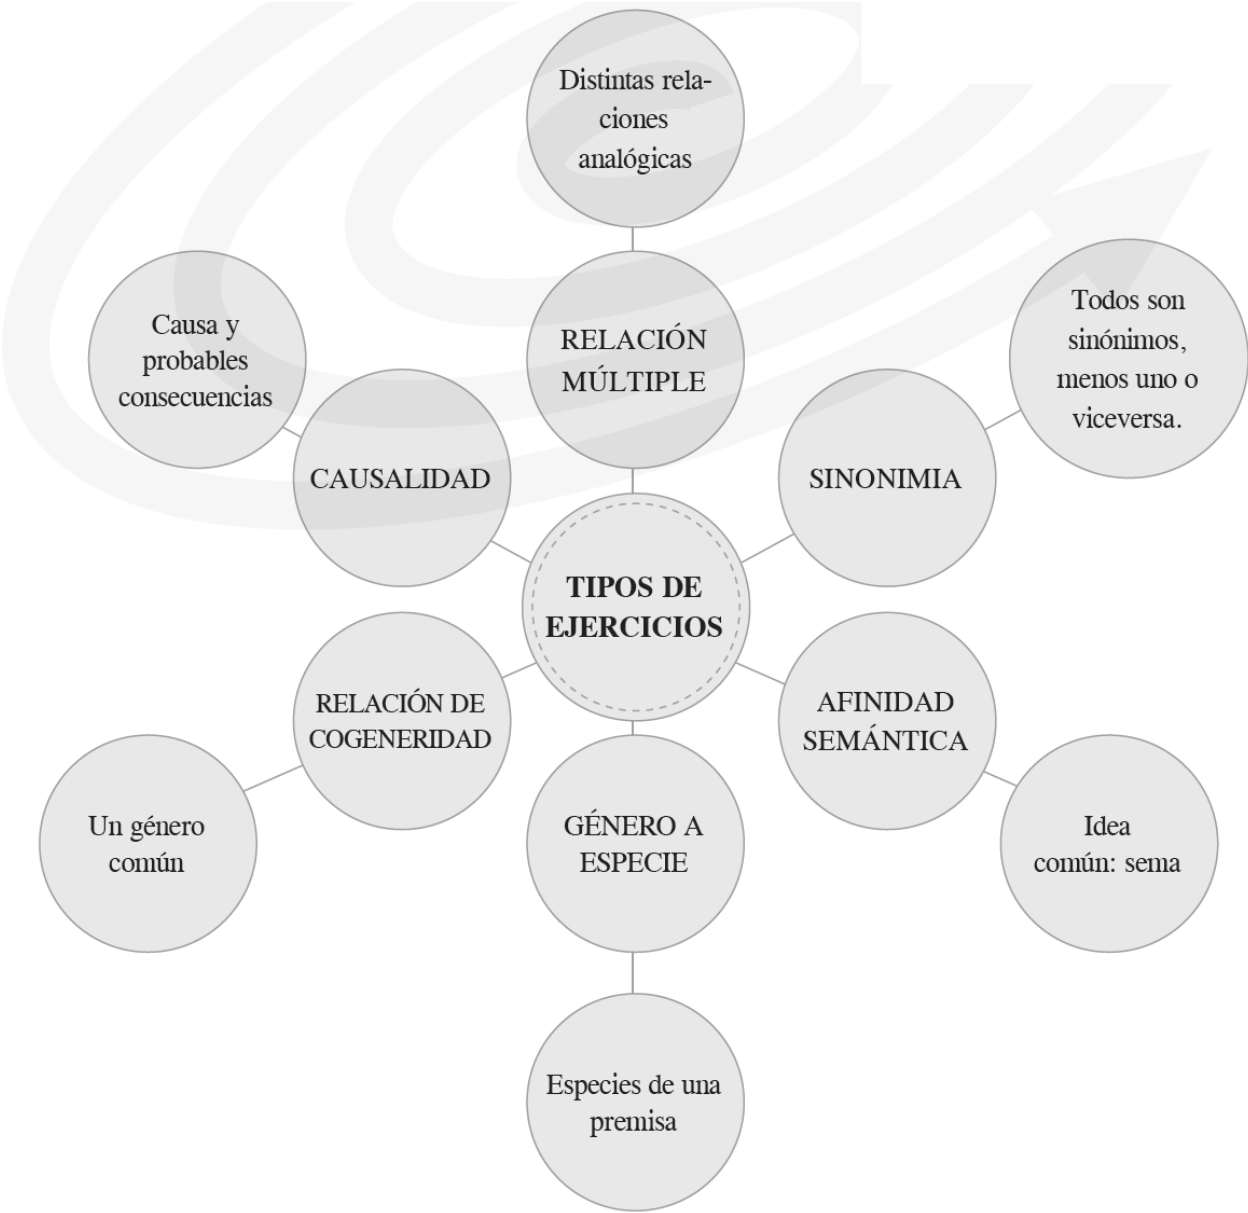 Distintas rela-
ciones
analógicas
RELACIÓN
MÚLTIPLE
Todos son
sinónimos,
menos uno o
viceversa.
SINONIMIA
Causa y
probables
consecuencias
CAUSALIDAD
TIPOS DE
EJERCICIOS
RELACIÓN DE
COGENERIDAD
Un género
común
AFINIDAD
SEMÁNTICA
Idea
común: sema
GÉNERO A
ESPECIE
Especies de una
premisa